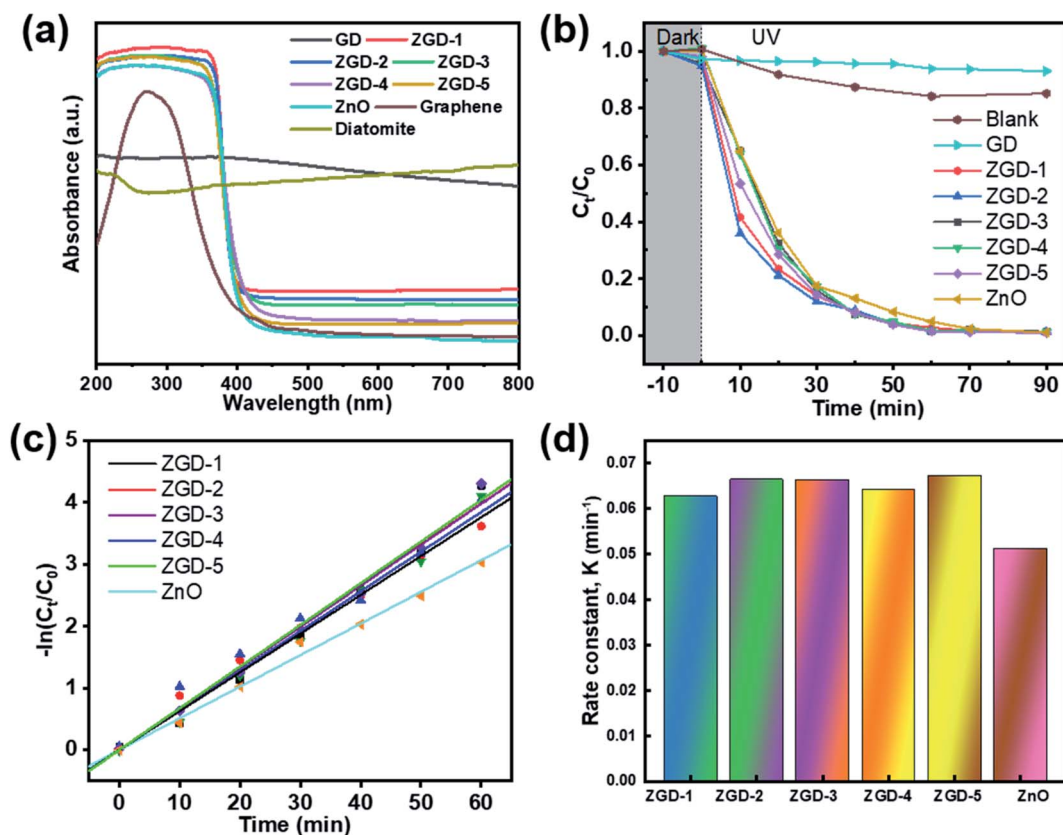 (a)
GD ZGD-1
ZGD-2 ZGD-3
ZGD-4 ZGD-5
ZnO Graphene
Diatomite
Absorbance (a.u.)
200 300 400 500 600 700 800
Wavelength (nm)
(b)
Dark UV
1.0
0.8
0.6
0.4
0.2
0.0
Blank
GD
ZGD-1
ZGD-2
ZGD-3
ZGD-4
ZGD-5
ZnO
Ct/C0
-10 10 30 50 70 90
Time (min)
(c)
5
4
3
2
1
0
ZGD-1
ZGD-2
ZGD-3
ZGD-4
ZGD-5
ZnO
-ln(Ct/C0)
0 10 20 30 40 50 60
Time (min)
(d)
0.07
0.06
0.05
0.04
0.03
0.02
0.01
0.00
Rate constant, K (min-1)
ZGD-1 ZGD-2 ZGD-3 ZGD-4 ZGD-5 ZnO